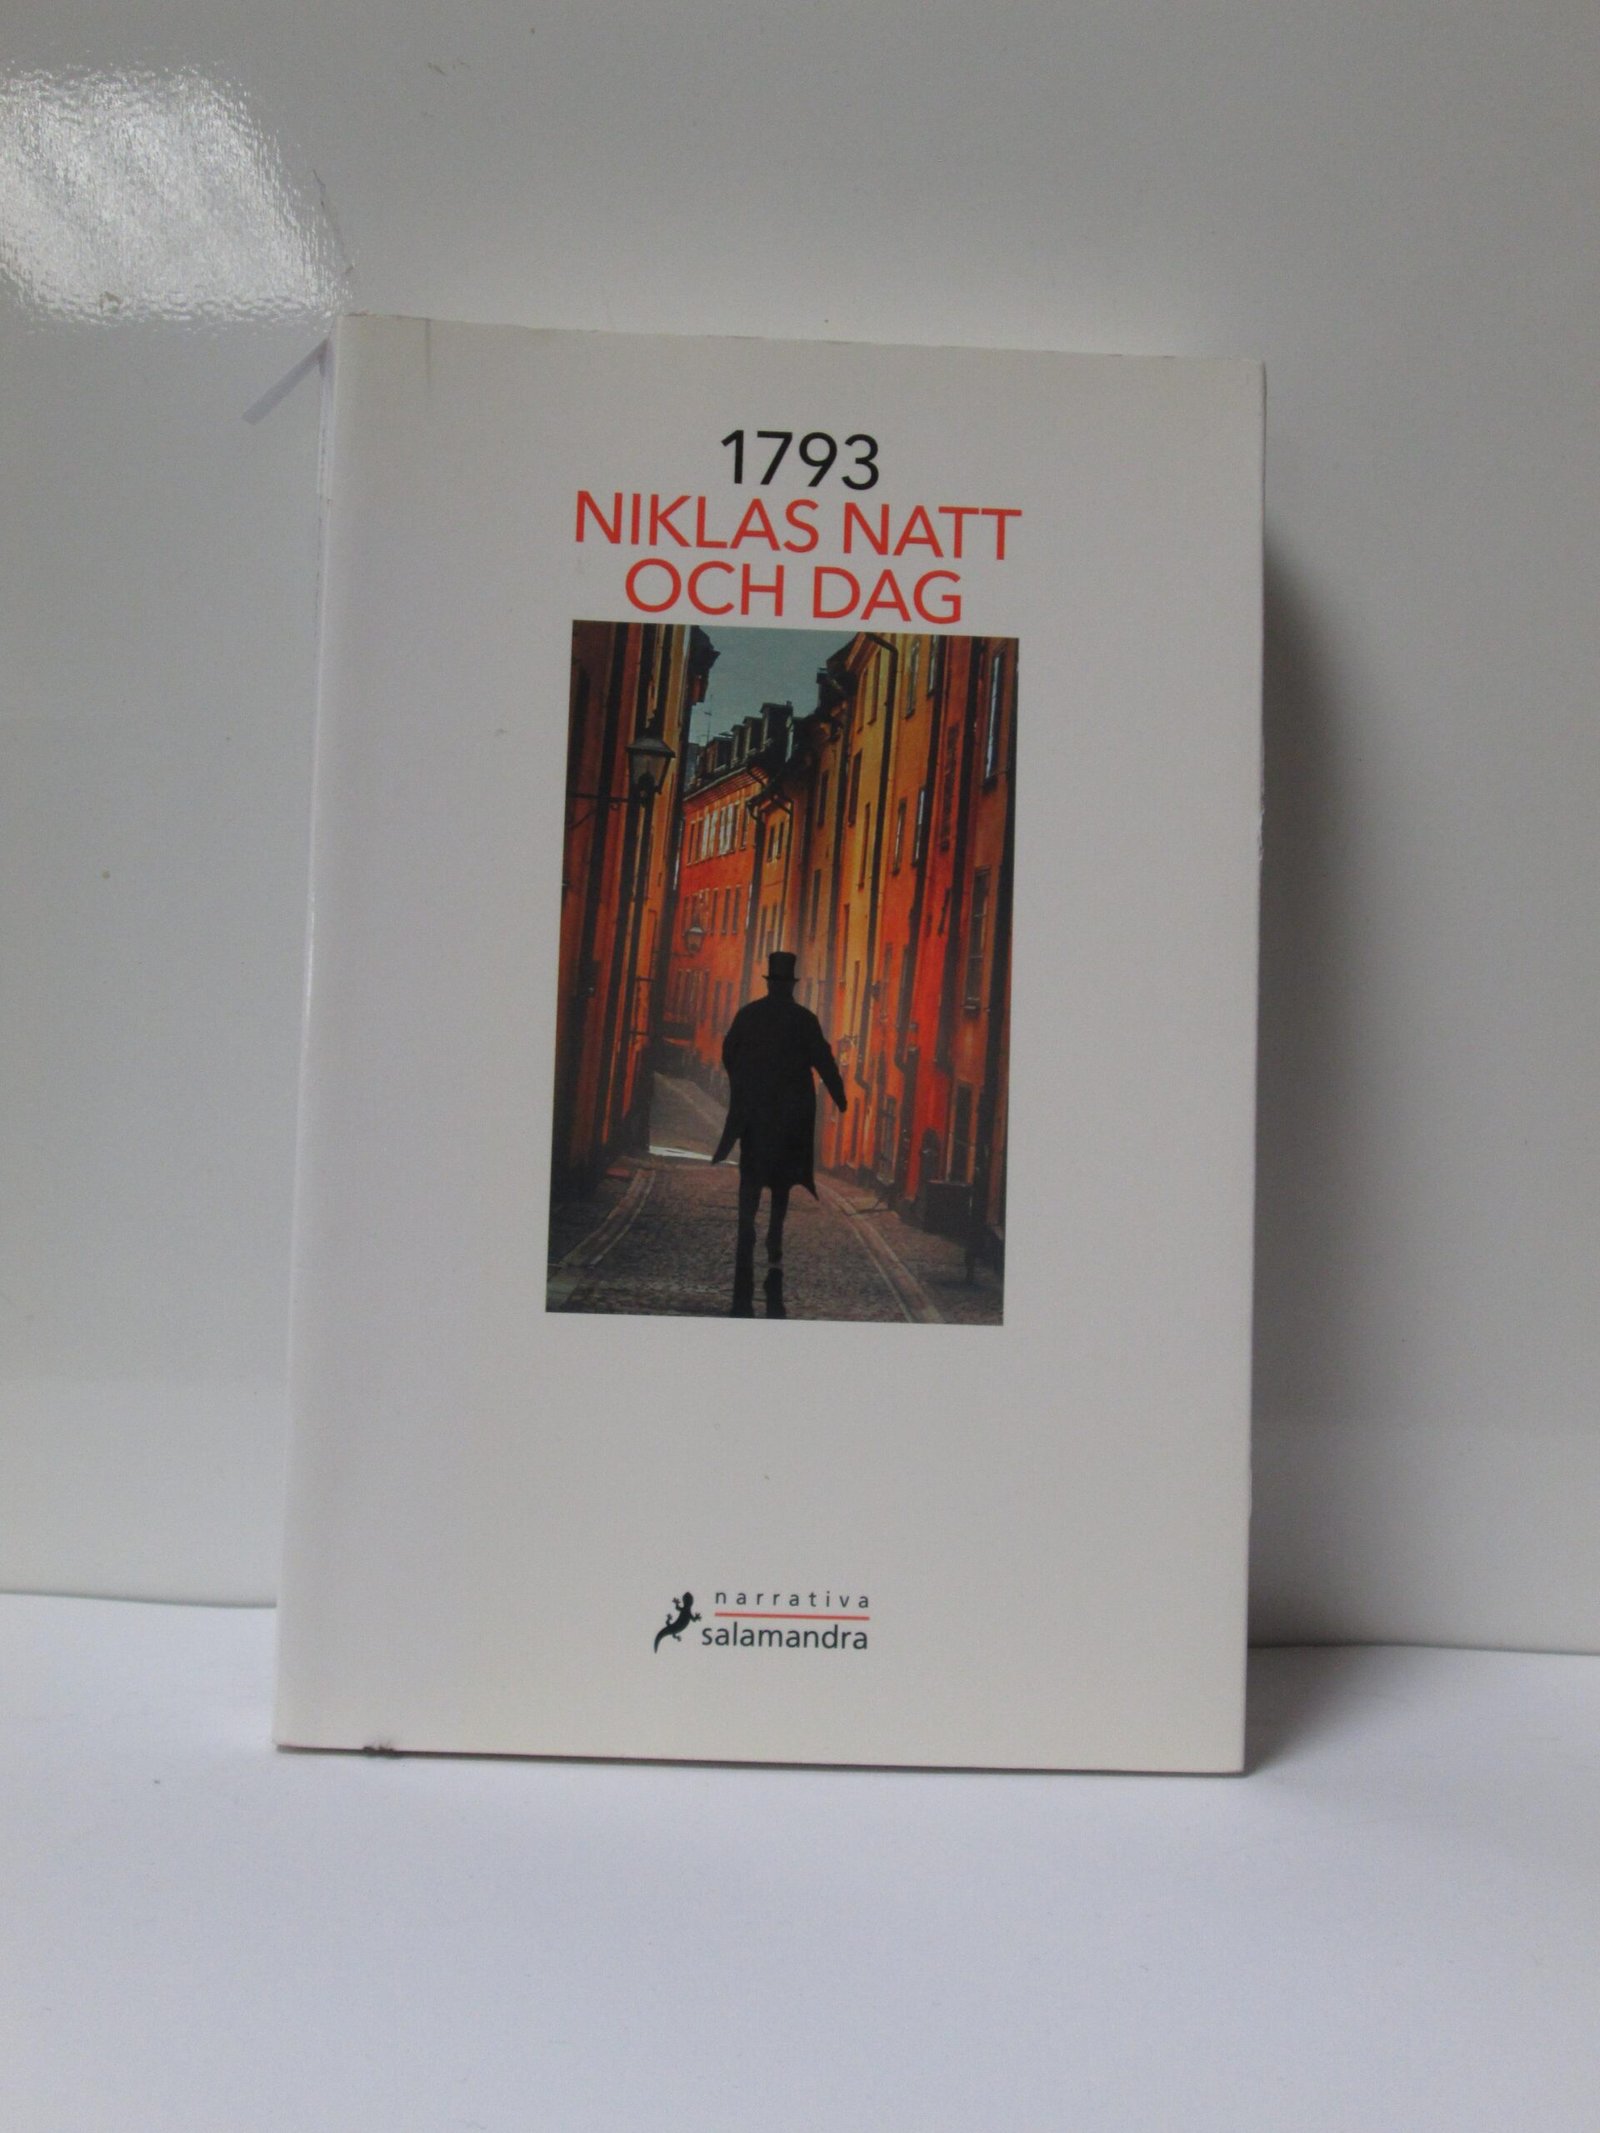 1793
NIKLAS NATT
OCH DAG
narrativa
salamandra